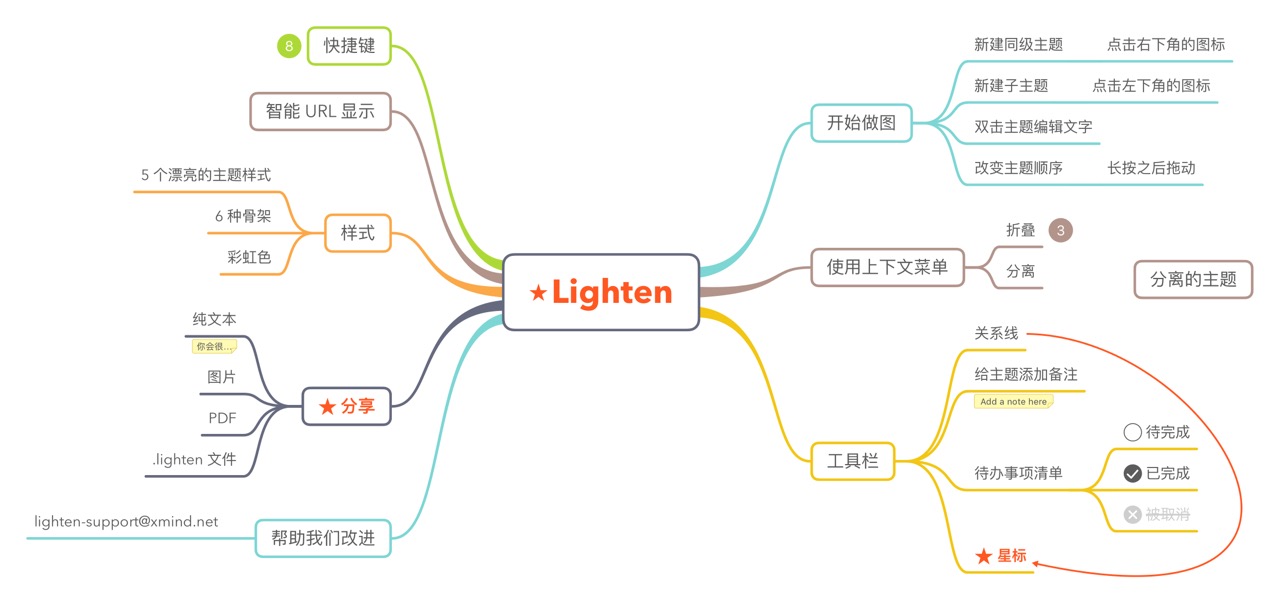 ★ Lighten
开始做图
新建同级主题
点击右下角的图标
新建子主题
点击左下角的图标
双击主题编辑文字
改变主题顺序
长按之后拖动
使用上下文菜单
折叠
3
分离
分离的主题
工具栏
关系线
给主题添加备注
Add a note here
待办事项清单
待完成
已完成
被取消
★ 星标
8
快捷键
智能 URL 显示
样式
5 个漂亮的主题样式
6 种骨架
彩虹色
★ 分享
纯文本
你会很...
图片
PDF
.lighten 文件
帮助我们改进
lighten-support@xmind.net